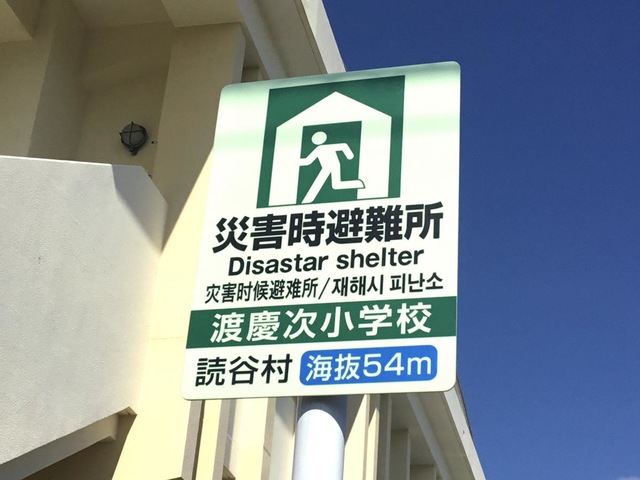 災害時避難所
Disastar shelter
灾害时候避难所/재해시 피난소
渡慶次小学校
読谷村 海抜54m